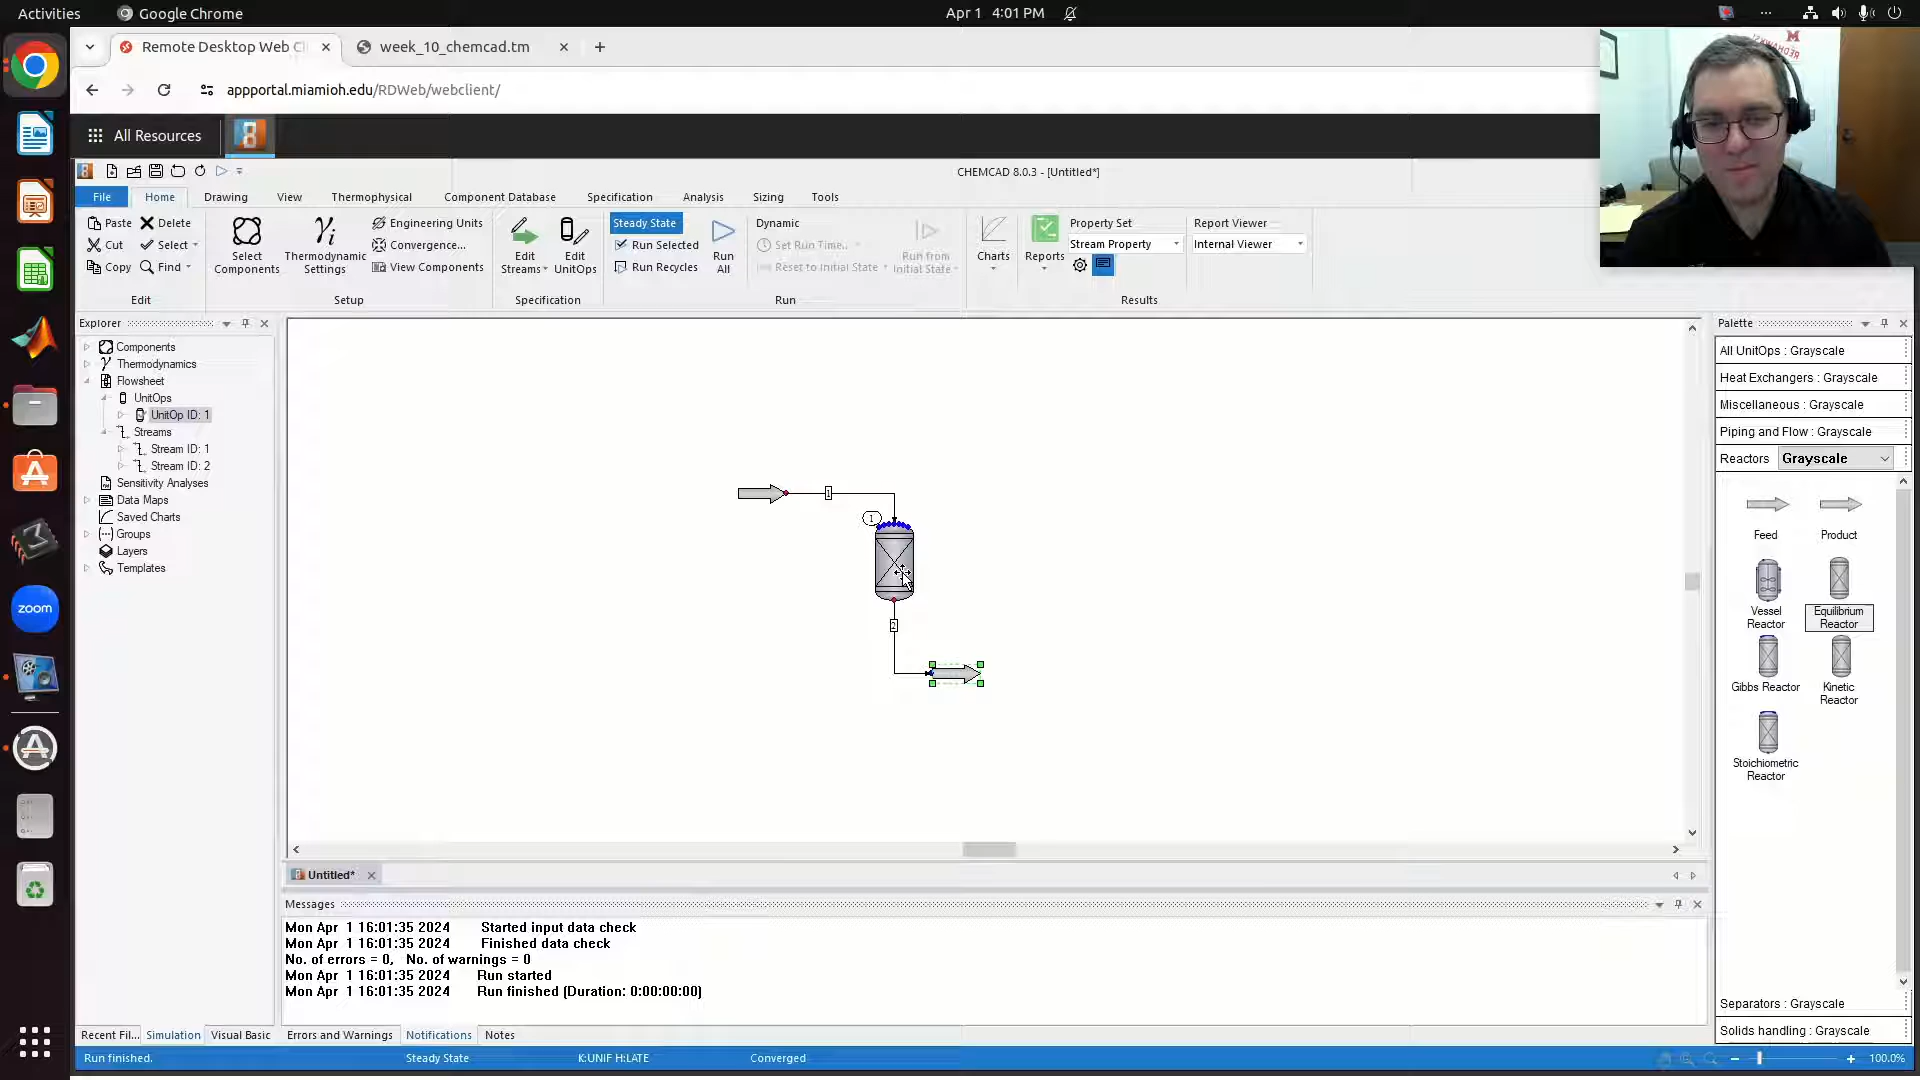 Activities
Google Chrome
Apr 1 4:01 PM
Remote Desktop Web Cl
week_10_chemcad.tm
appportal.miamioh.edu/RDWeb/webclient/
All Resources
CHEMCAD 8.0.3 - [Untitled*]
File Home Drawing View Thermophysical Component Database Specification Analysis Sizing Tools
Paste Delete
Cut Select
Copy Find
Edit
Select Components
Thermodynamic Settings
Engineering Units
Convergence...
View Components
Setup
Edit Streams
Edit UnitOps
Specification
Steady State
Run Selected
Run Recycles
Run All
Dynamic
Set Run Time...
Reset to Initial State
Run from Initial State
Run
Charts
Reports
Property Set
Stream Property
Report Viewer
Internal Viewer
Results
Explorer
Components
Thermodynamics
Flowsheet
UnitOps
UnitOp ID: 1
Streams
Stream ID: 1
Stream ID: 2
Sensitivity Analyses
Data Maps
Saved Charts
Groups
Layers
Templates
1
1
2
Palette
All UnitOps : Grayscale
Heat Exchangers : Grayscale
Miscellaneous : Grayscale
Piping and Flow : Grayscale
Reactors Grayscale
Feed
Product
Vessel Reactor
Equilibrium Reactor
Gibbs Reactor
Kinetic Reactor
Stoichiometric Reactor
Separators : Grayscale
Solids handling : Grayscale
Untitled*
Messages
Mon Apr 1 16:01:35 2024 Started input data check
Mon Apr 1 16:01:35 2024 Finished data check
No. of errors = 0, No. of warnings = 0
Mon Apr 1 16:01:35 2024 Run started
Mon Apr 1 16:01:35 2024 Run finished (Duration: 0:00:00:00)
Recent Fil... Simulation Visual Basic
Errors and Warnings Notifications Notes
Run finished. Steady State K:UNIF H:LATE Converged 100.0%
zoom